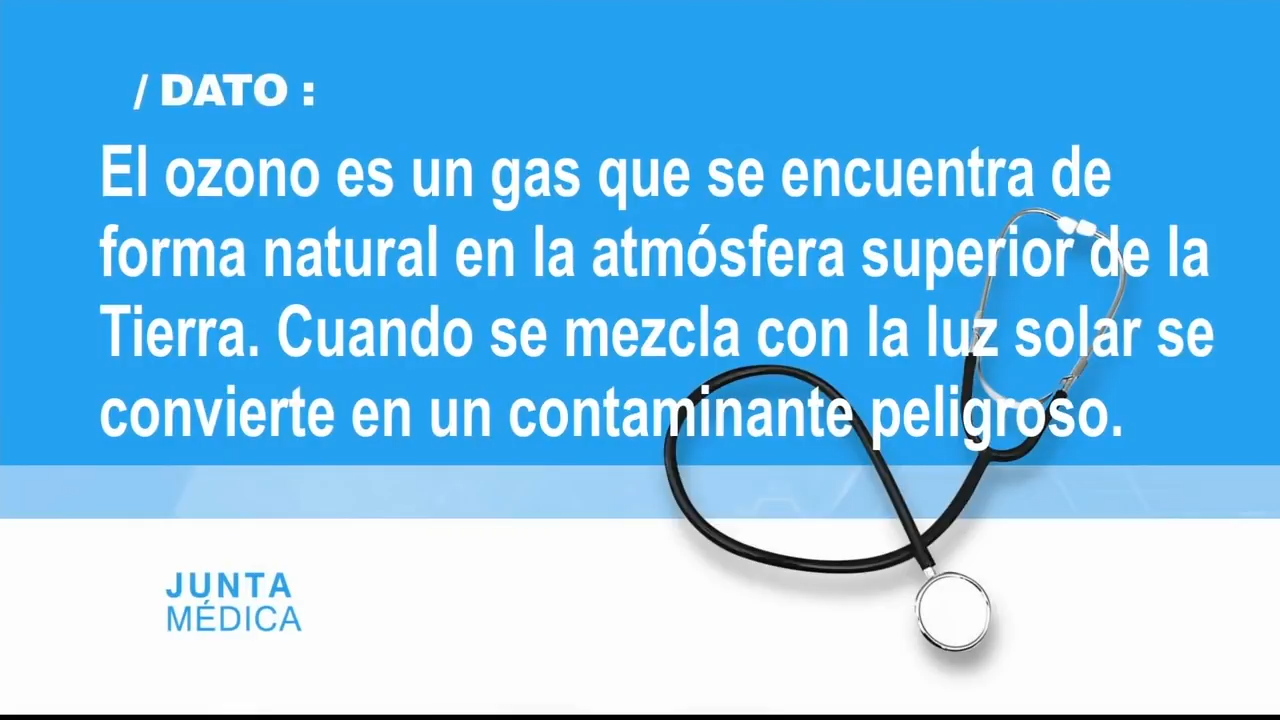 / DATO :
El ozono es un gas que se encuentra de
forma natural en la atmósfera superior de la
Tierra. Cuando se mezcla con la luz solar se
convierte en un contaminante peligroso.
JUNTA
MÉDICA